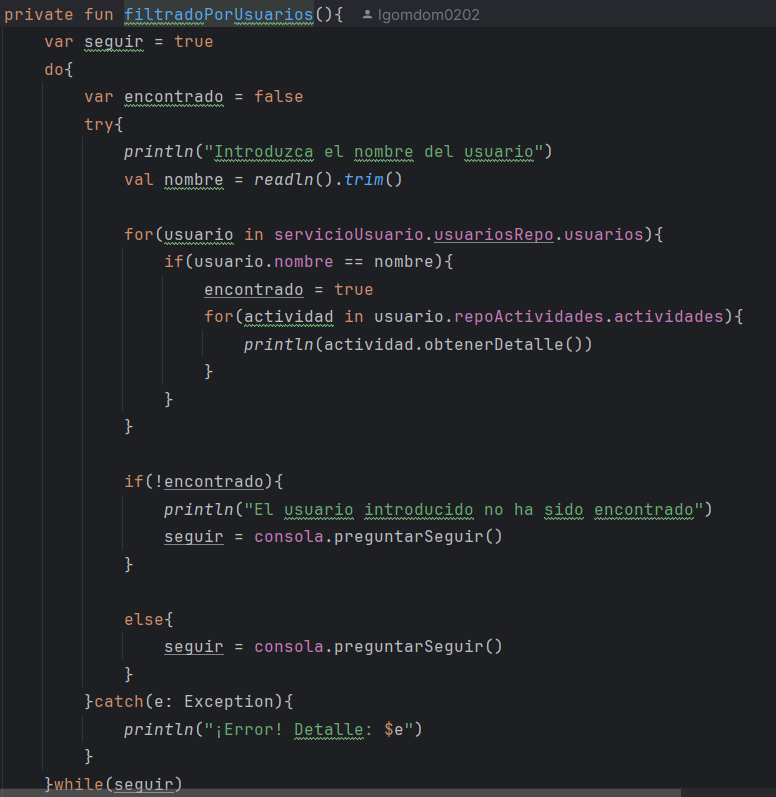 private fun filtradoPorUsuarios(){ lgomdom0202
    var seguir = true
    do{
        var encontrado = false
        try{
            println("Introduzca el nombre del usuario")
            val nombre = readln().trim()

            for(usuario in servicioUsuario.usuariosRepo.usuarios){
                if(usuario.nombre == nombre){
                    encontrado = true
                    for(actividad in usuario.repoActividades.actividades){
                        println(actividad.obtenerDetalle())
                    }
                }
            }

            if(!encontrado){
                println("El usuario introducido no ha sido encontrado")
                seguir = consola.preguntarSeguir()
            }

            else{
                seguir = consola.preguntarSeguir()
            }
        }catch(e: Exception){
            println("¡Error! Detalle: $e")
        }
    }while(seguir)